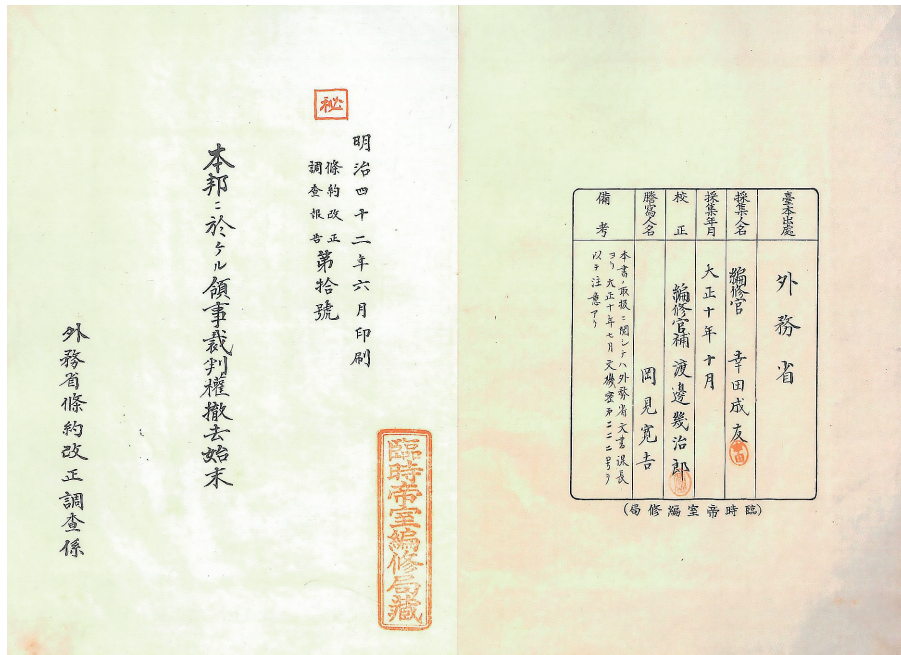 臺本出處
外務省
採集人名
編修官 幸田成友
採集年月
大正十年十月
校正
編修官補 渡邊幾治郎
謄寫人名
岡見寬吉
備考
本書ノ取扱ニ関シテハ外務省文書課長
ヨリ大正十年七月文機密第二二二号ヲ
以テ注意アリ
(臨時帝室編修局)
秘
明治四十二年六月印刷
條約改正
調查報告
第拾號
本邦ニ於ケル領事裁判權撤去始末
外務省條約改正調查係
臨時帝室編修局藏